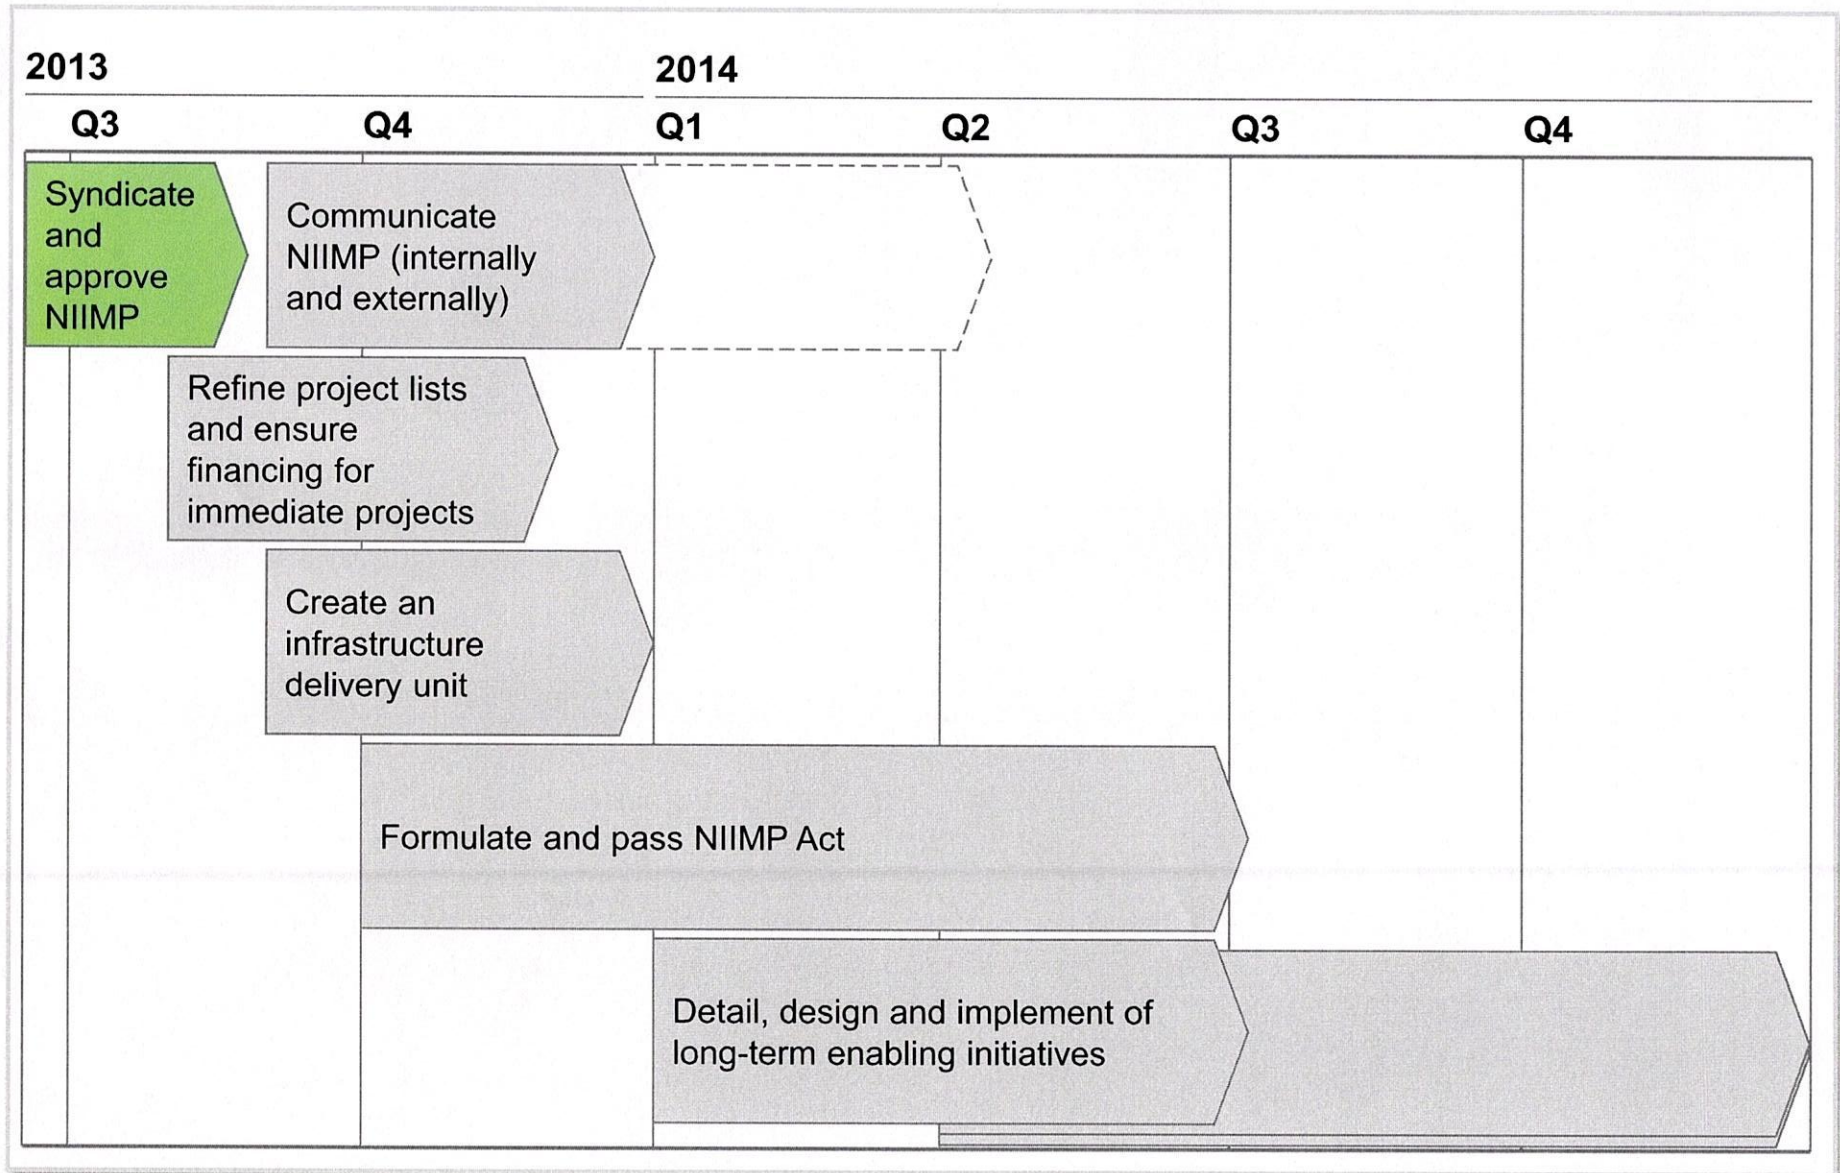 2013
2014
Q3
Q4
Q1
Q2
Q3
Q4
Syndicate
and
approve
NIIMP
Communicate
NIIMP (internally
and externally)
Refine project lists
and ensure
financing for
immediate projects
Create an
infrastructure
delivery unit
Formulate and pass NIIMP Act
Detail, design and implement of
long-term enabling initiatives